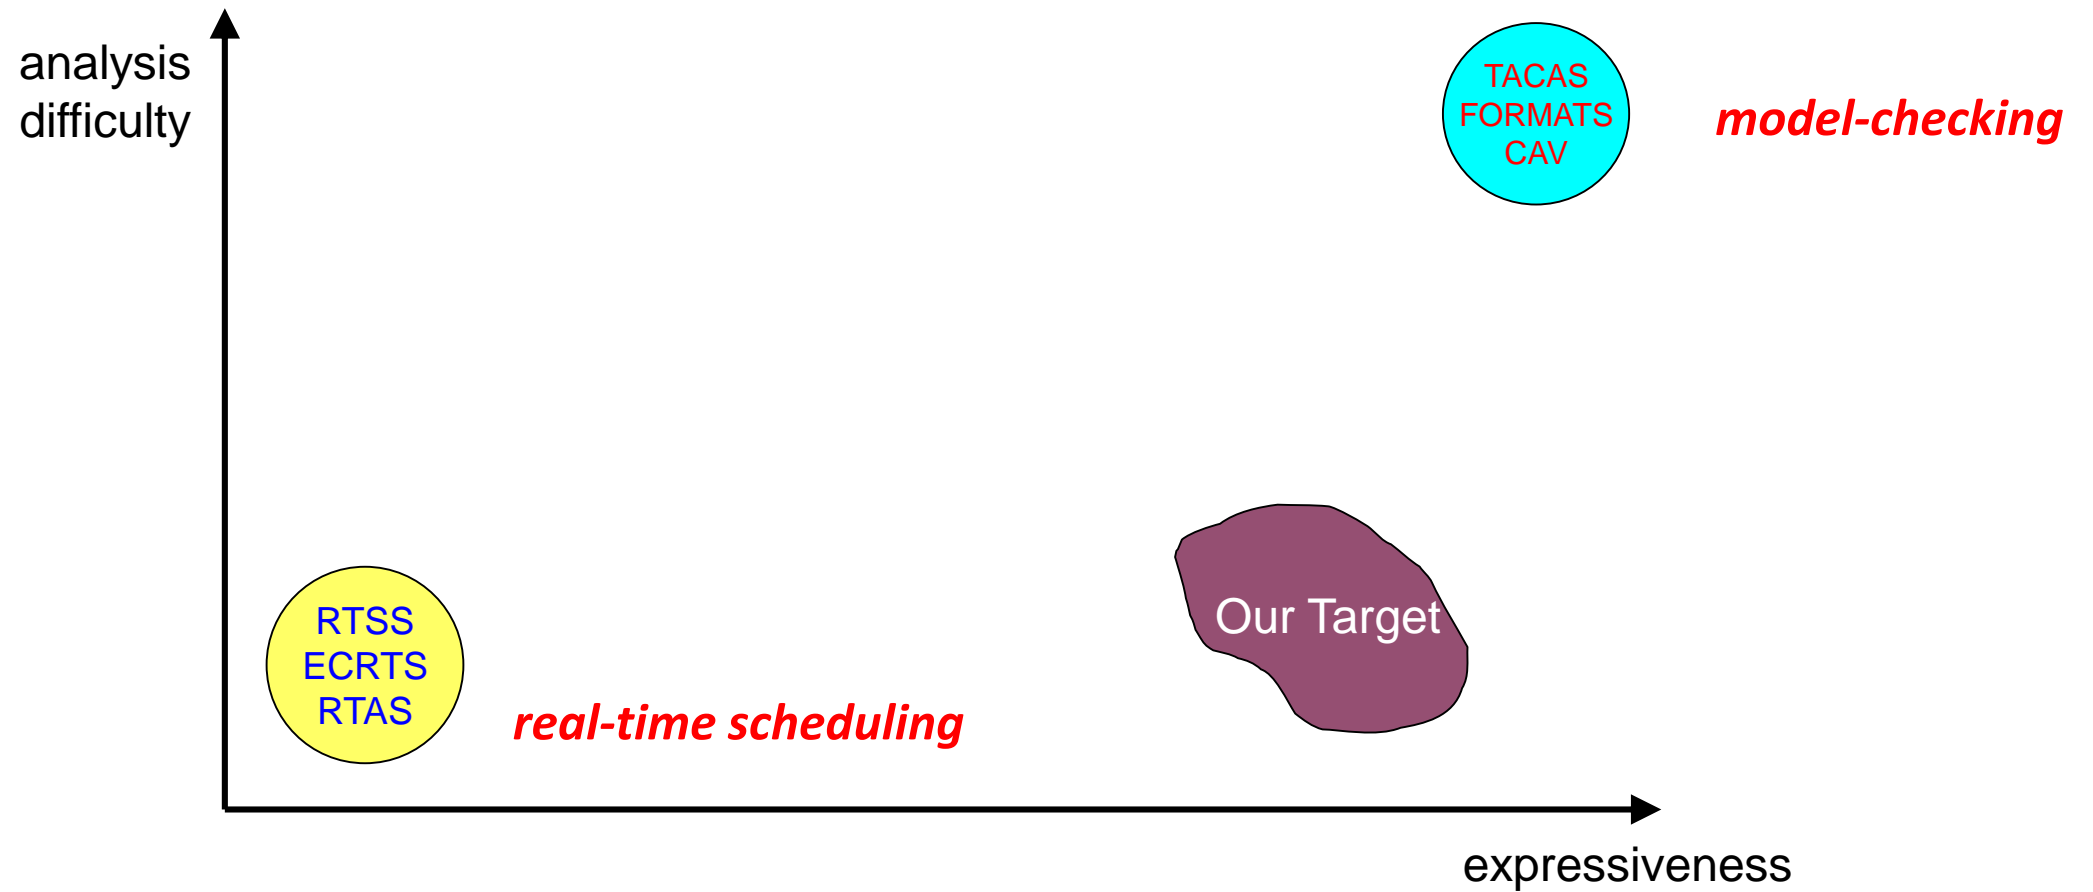 analysis
difficulty
TACAS
FORMATS
CAV
model-checking
Our Target
RTSS
ECRTS
RTAS
real-time scheduling
expressiveness